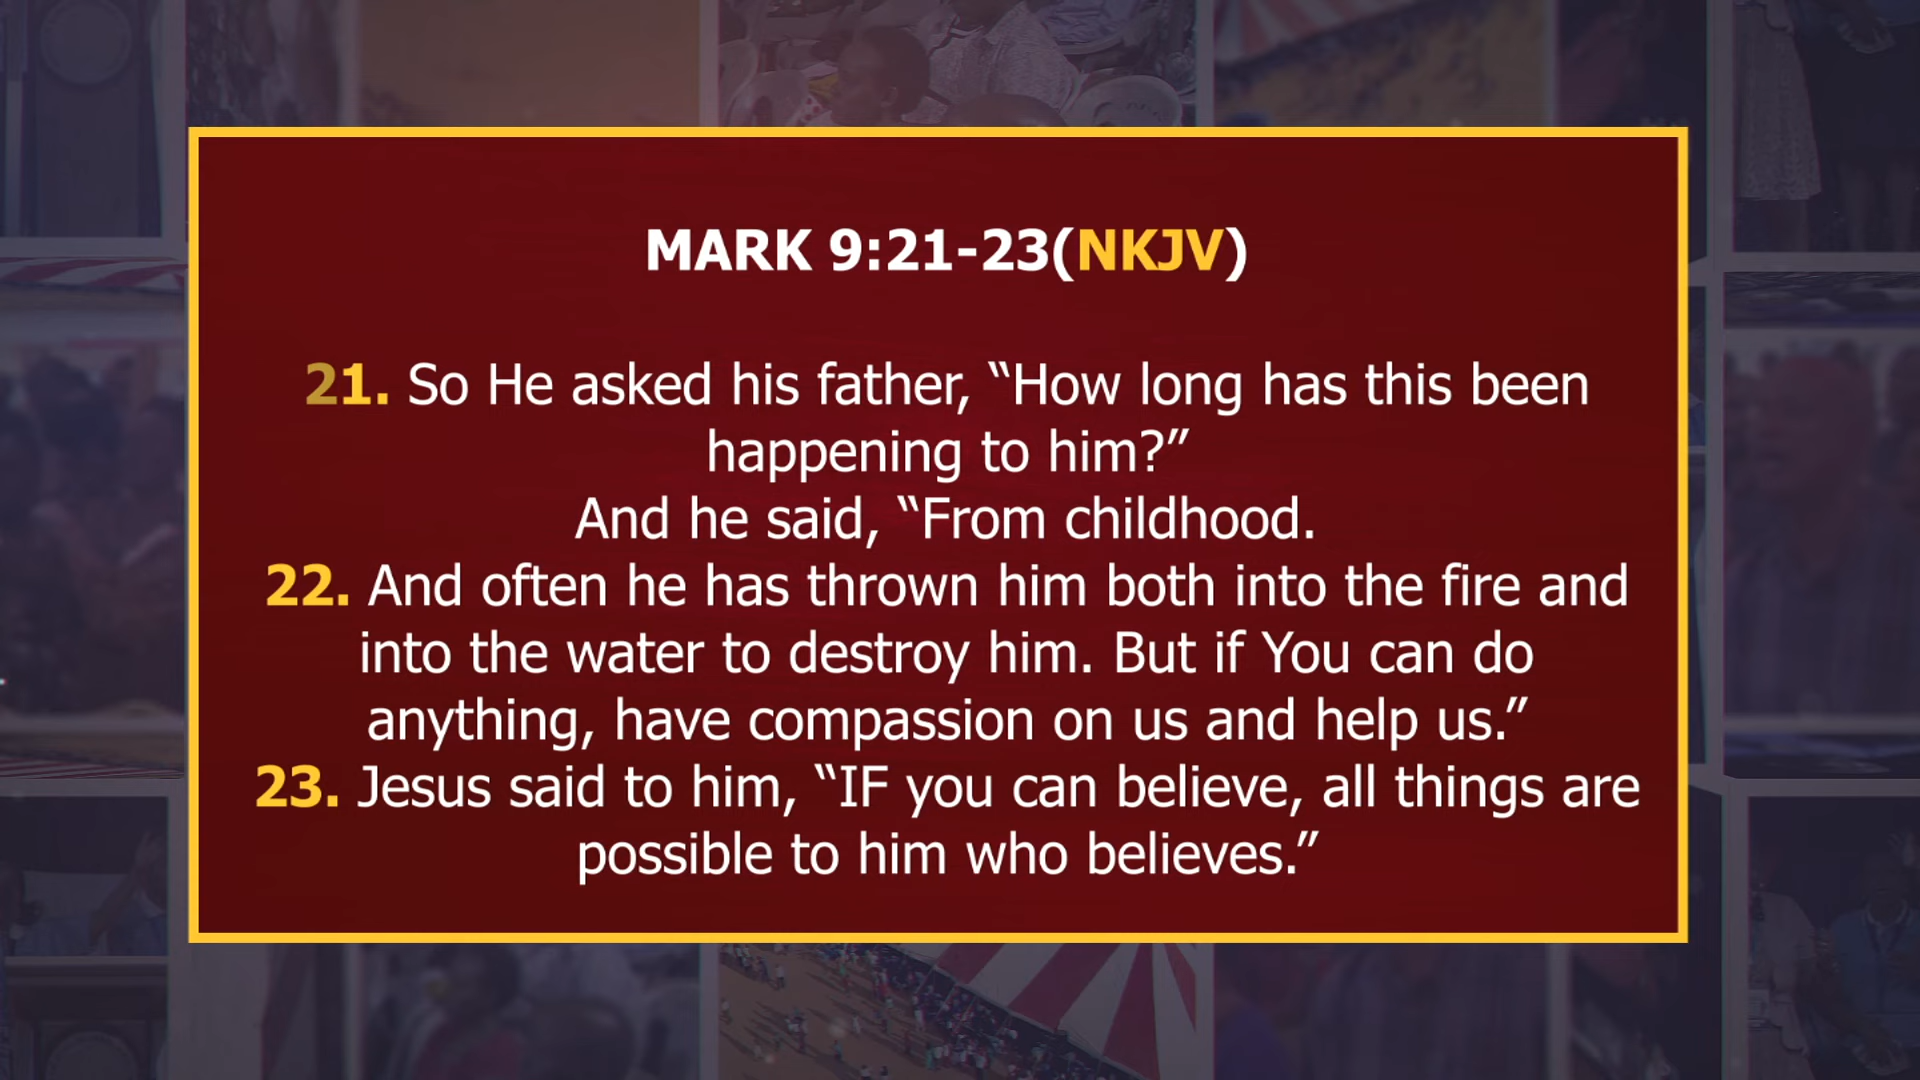 MARK 9:21-23(NKJV)
21. So He asked his father, “How long has this been
happening to him?”
And he said, “From childhood.
22. And often he has thrown him both into the fire and
into the water to destroy him. But if You can do
anything, have compassion on us and help us.”
23. Jesus said to him, “IF you can believe, all things are
possible to him who believes.”